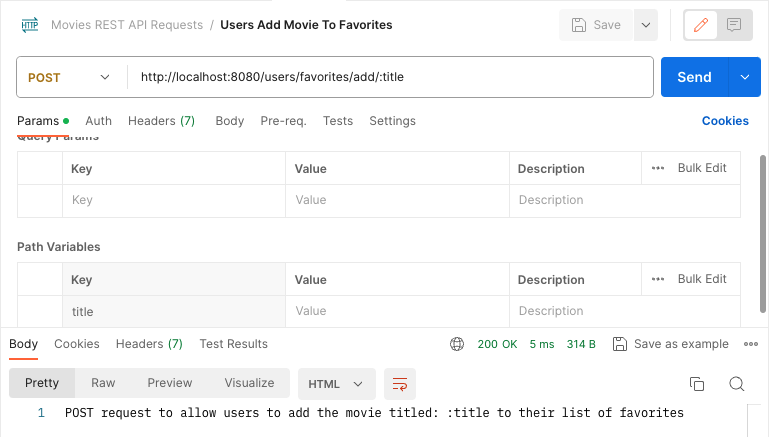 HTTP Movies REST API Requests / Users Add Movie To Favorites Save
POST http://localhost:8080/users/favorites/add/:title Send
Params Auth Headers (7) Body Pre-req. Tests Settings Cookies
Query Params
Key Value Description Bulk Edit
Key Value Description
Path Variables
Key Value Description Bulk Edit
title Value Description
Body Cookies Headers (7) Test Results 200 OK 5 ms 314 B Save as example
Pretty Raw Preview Visualize HTML
1 POST request to allow users to add the movie titled: :title to their list of favorites